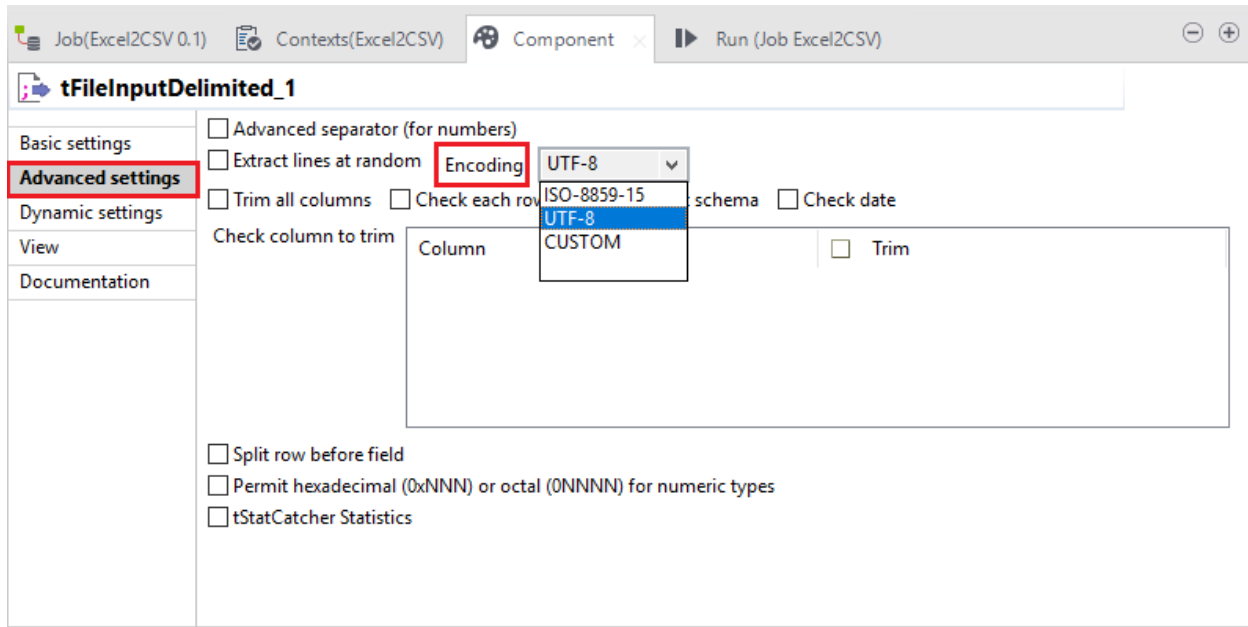 Job(Excel2CSV 0.1) Contexts(Excel2CSV) Component Run (Job Excel2CSV)
tFileInputDelimited_1
Basic settings
Advanced settings
Dynamic settings
View
Documentation
Advanced separator (for numbers)
Extract lines at random Encoding UTF-8
ISO-8859-15
UTF-8
CUSTOM
Trim all columns Check each row schema Check date
Check column to trim Column Trim
Split row before field
Permit hexadecimal (0xNNN) or octal (0NNNN) for numeric types
tStatCatcher Statistics